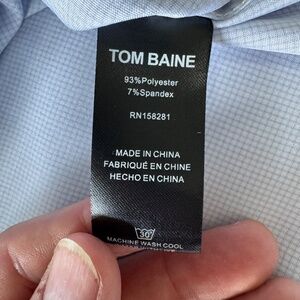 TOM BAINE
93%Polyester
7%Spandex
RN158281
MADE IN CHINA
FABRIQUÉ EN CHINE
HECHO EN CHINA
30
MACHINE WASH COOL